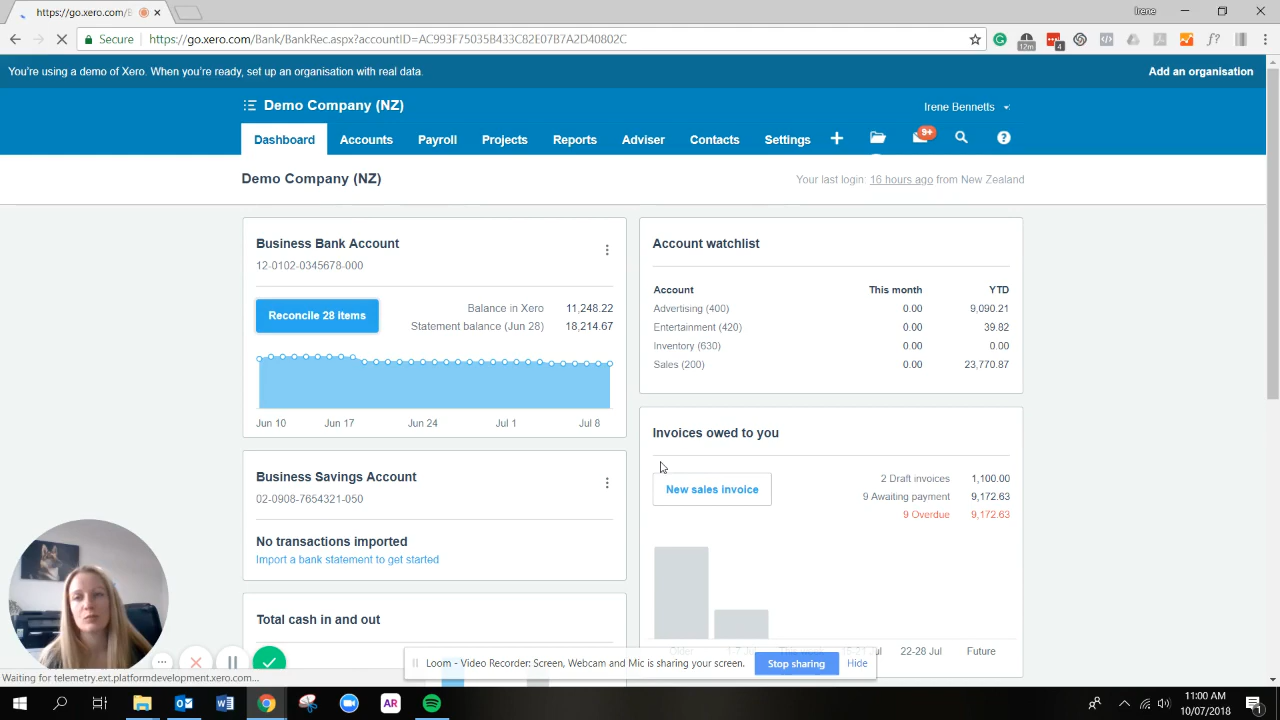 https://go.xero.com/B
Irene
Secure
https://go.xero.com/Bank/BankRec.aspx?accountID=AC993F75035B433C82E07B7A2D40802C
12m
4
f?
You're using a demo of Xero. When you're ready, set up an organisation with real data.
Add an organisation
Demo Company (NZ)
Irene Bennetts
Dashboard
Accounts
Payroll
Projects
Reports
Adviser
Contacts
Settings
9+
Demo Company (NZ)
Your last login: 16 hours ago from New Zealand
Business Bank Account
12-0102-0345678-000
Reconcile 28 items
Balance in Xero 11,248.22
Statement balance (Jun 28) 18,214.67
Jun 10 Jun 17 Jun 24 Jul 1 Jul 8
Account watchlist
Account This month YTD
Advertising (400) 0.00 9,090.21
Entertainment (420) 0.00 39.82
Inventory (630) 0.00 0.00
Sales (200) 0.00 23,770.87
Business Savings Account
02-0908-7654321-050
No transactions imported
Import a bank statement to get started
Invoices owed to you
New sales invoice
2 Draft invoices 1,100.00
9 Awaiting payment 9,172.63
9 Overdue 9,172.63
22-28 Jul Future
Total cash in and out
Loom - Video Recorder: Screen, Webcam and Mic is sharing your screen.
Stop sharing
Hide
Waiting for telemetry.ext.platformdevelopment.xero.com...
AR
11:00 AM
10/07/2018
1